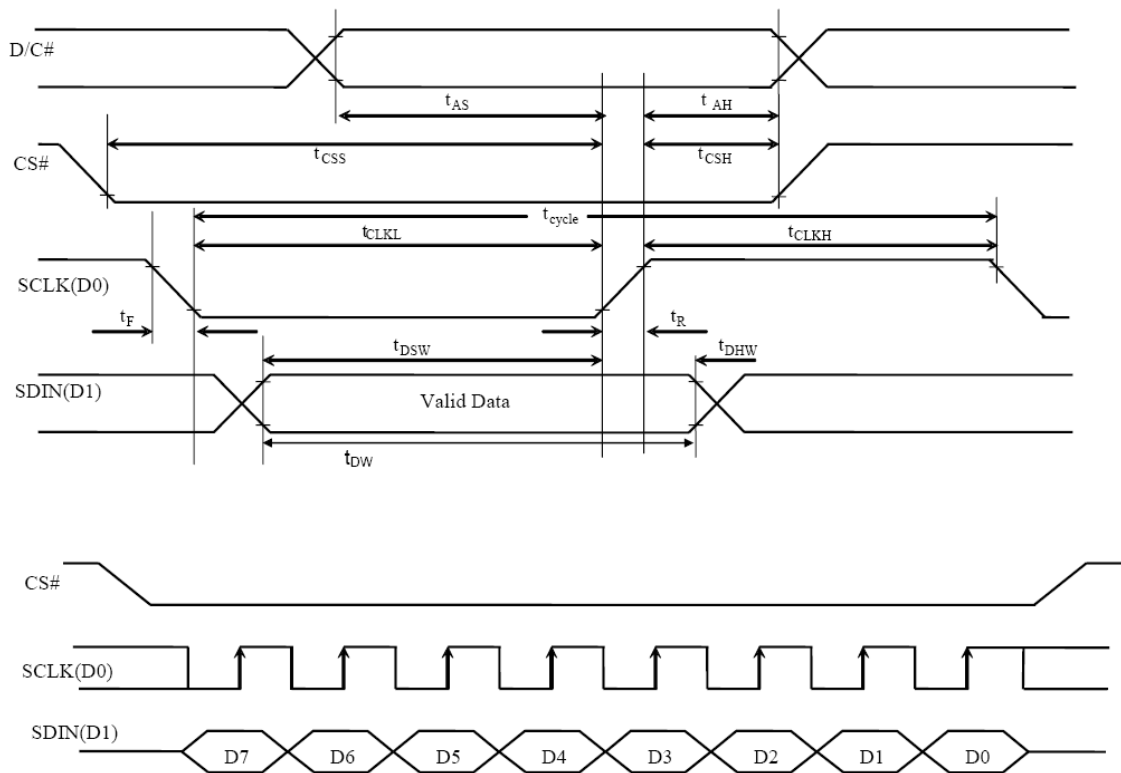 D/C#
tAS
tAH
CS#
tCSS
tCSH
tcycle
tCLKL
tCLKH
SCLK(D0)
tF
tR
tDSW
tDHW
SDIN(D1)
Valid Data
tDW
CS#
SCLK(D0)
SDIN(D1)
D7 D6 D5 D4 D3 D2 D1 D0